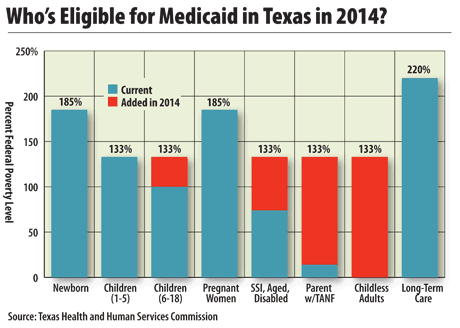 Who's Eligible for Medicaid in Texas in 2014?
250%
200
150
100
50
0
Percent Federal Poverty Level
Current
Added in 2014
185%
133%
133%
185%
133%
133%
133%
220%
Newborn
Children
(1-5)
Children
(6-18)
Pregnant
Women
SSI, Aged,
Disabled
Parent
w/TANF
Childless
Adults
Long-Term
Care
Source: Texas Health and Human Services Commission